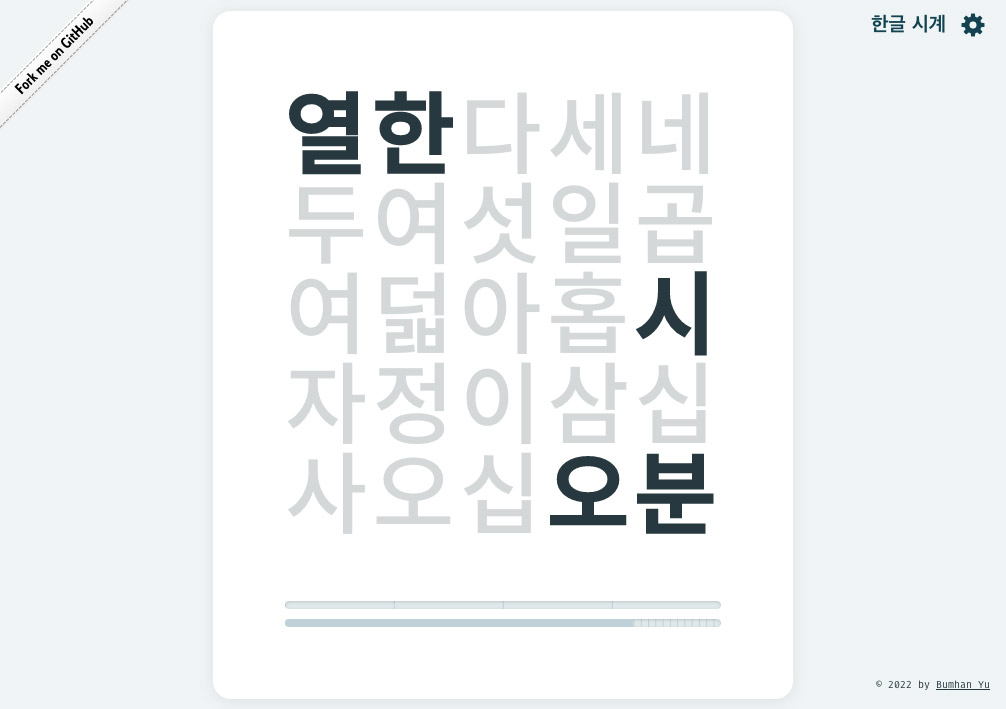 Fork me on GitHub
한글 시계
열한다세네
두여섯일곱
여덟아홉시
자정이삼십
사오십오분
© 2022 by Bumhan Yu